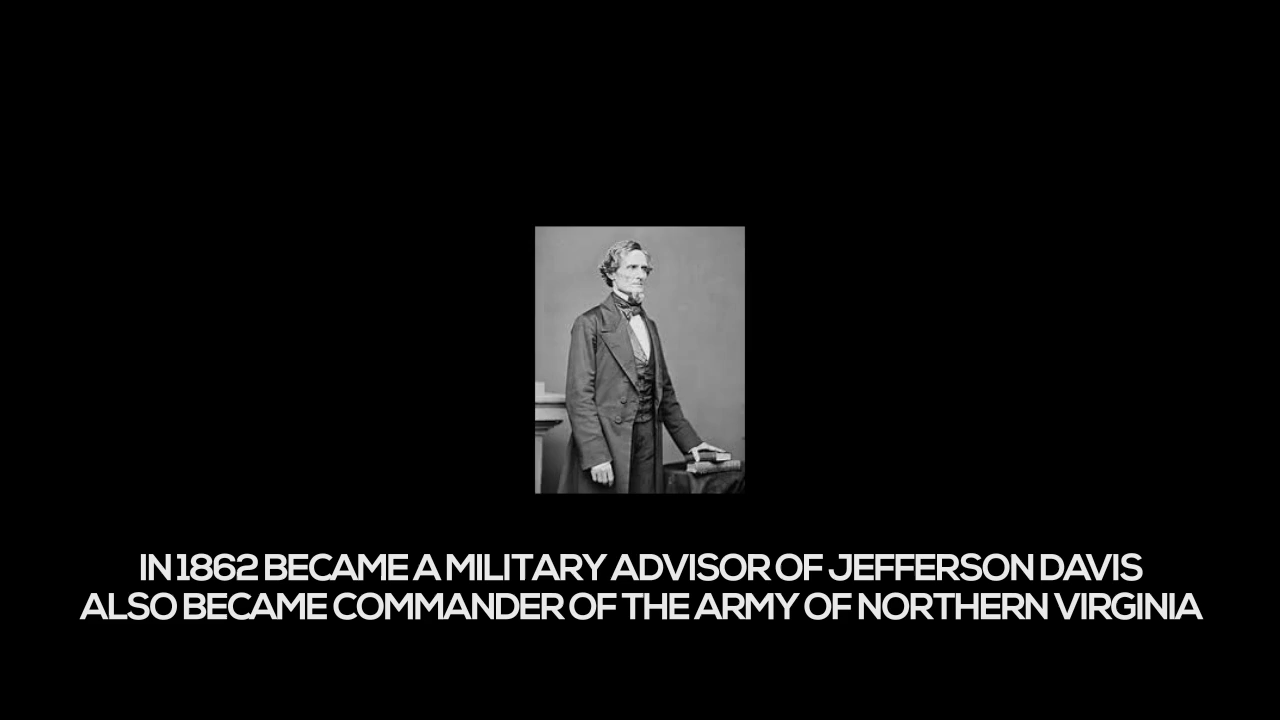 IN 1862 BECAME A MILITARY ADVISOR OF JEFFERSON DAVIS
ALSO BECAME COMMANDER OF THE ARMY OF NORTHERN VIRGINIA